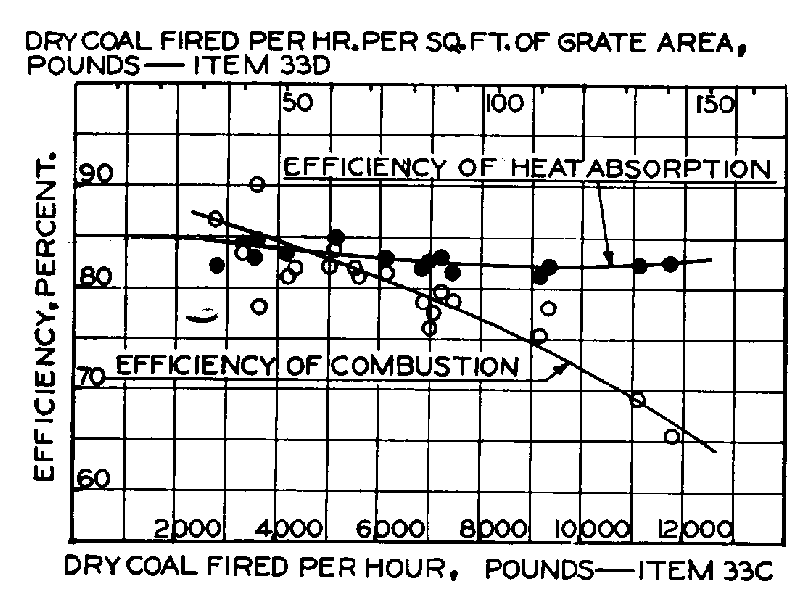 DRY COAL FIRED PER HR. PER SQ. FT. OF GRATE AREA,
POUNDS — ITEM 33D
50 100 150
EFFICIENCY OF HEAT ABSORPTION
90
80
EFFICIENCY OF COMBUSTION
70
60
EFFICIENCY, PERCENT.
2000 4000 6000 8000 10000 12000
DRY COAL FIRED PER HOUR, POUNDS — ITEM 33C